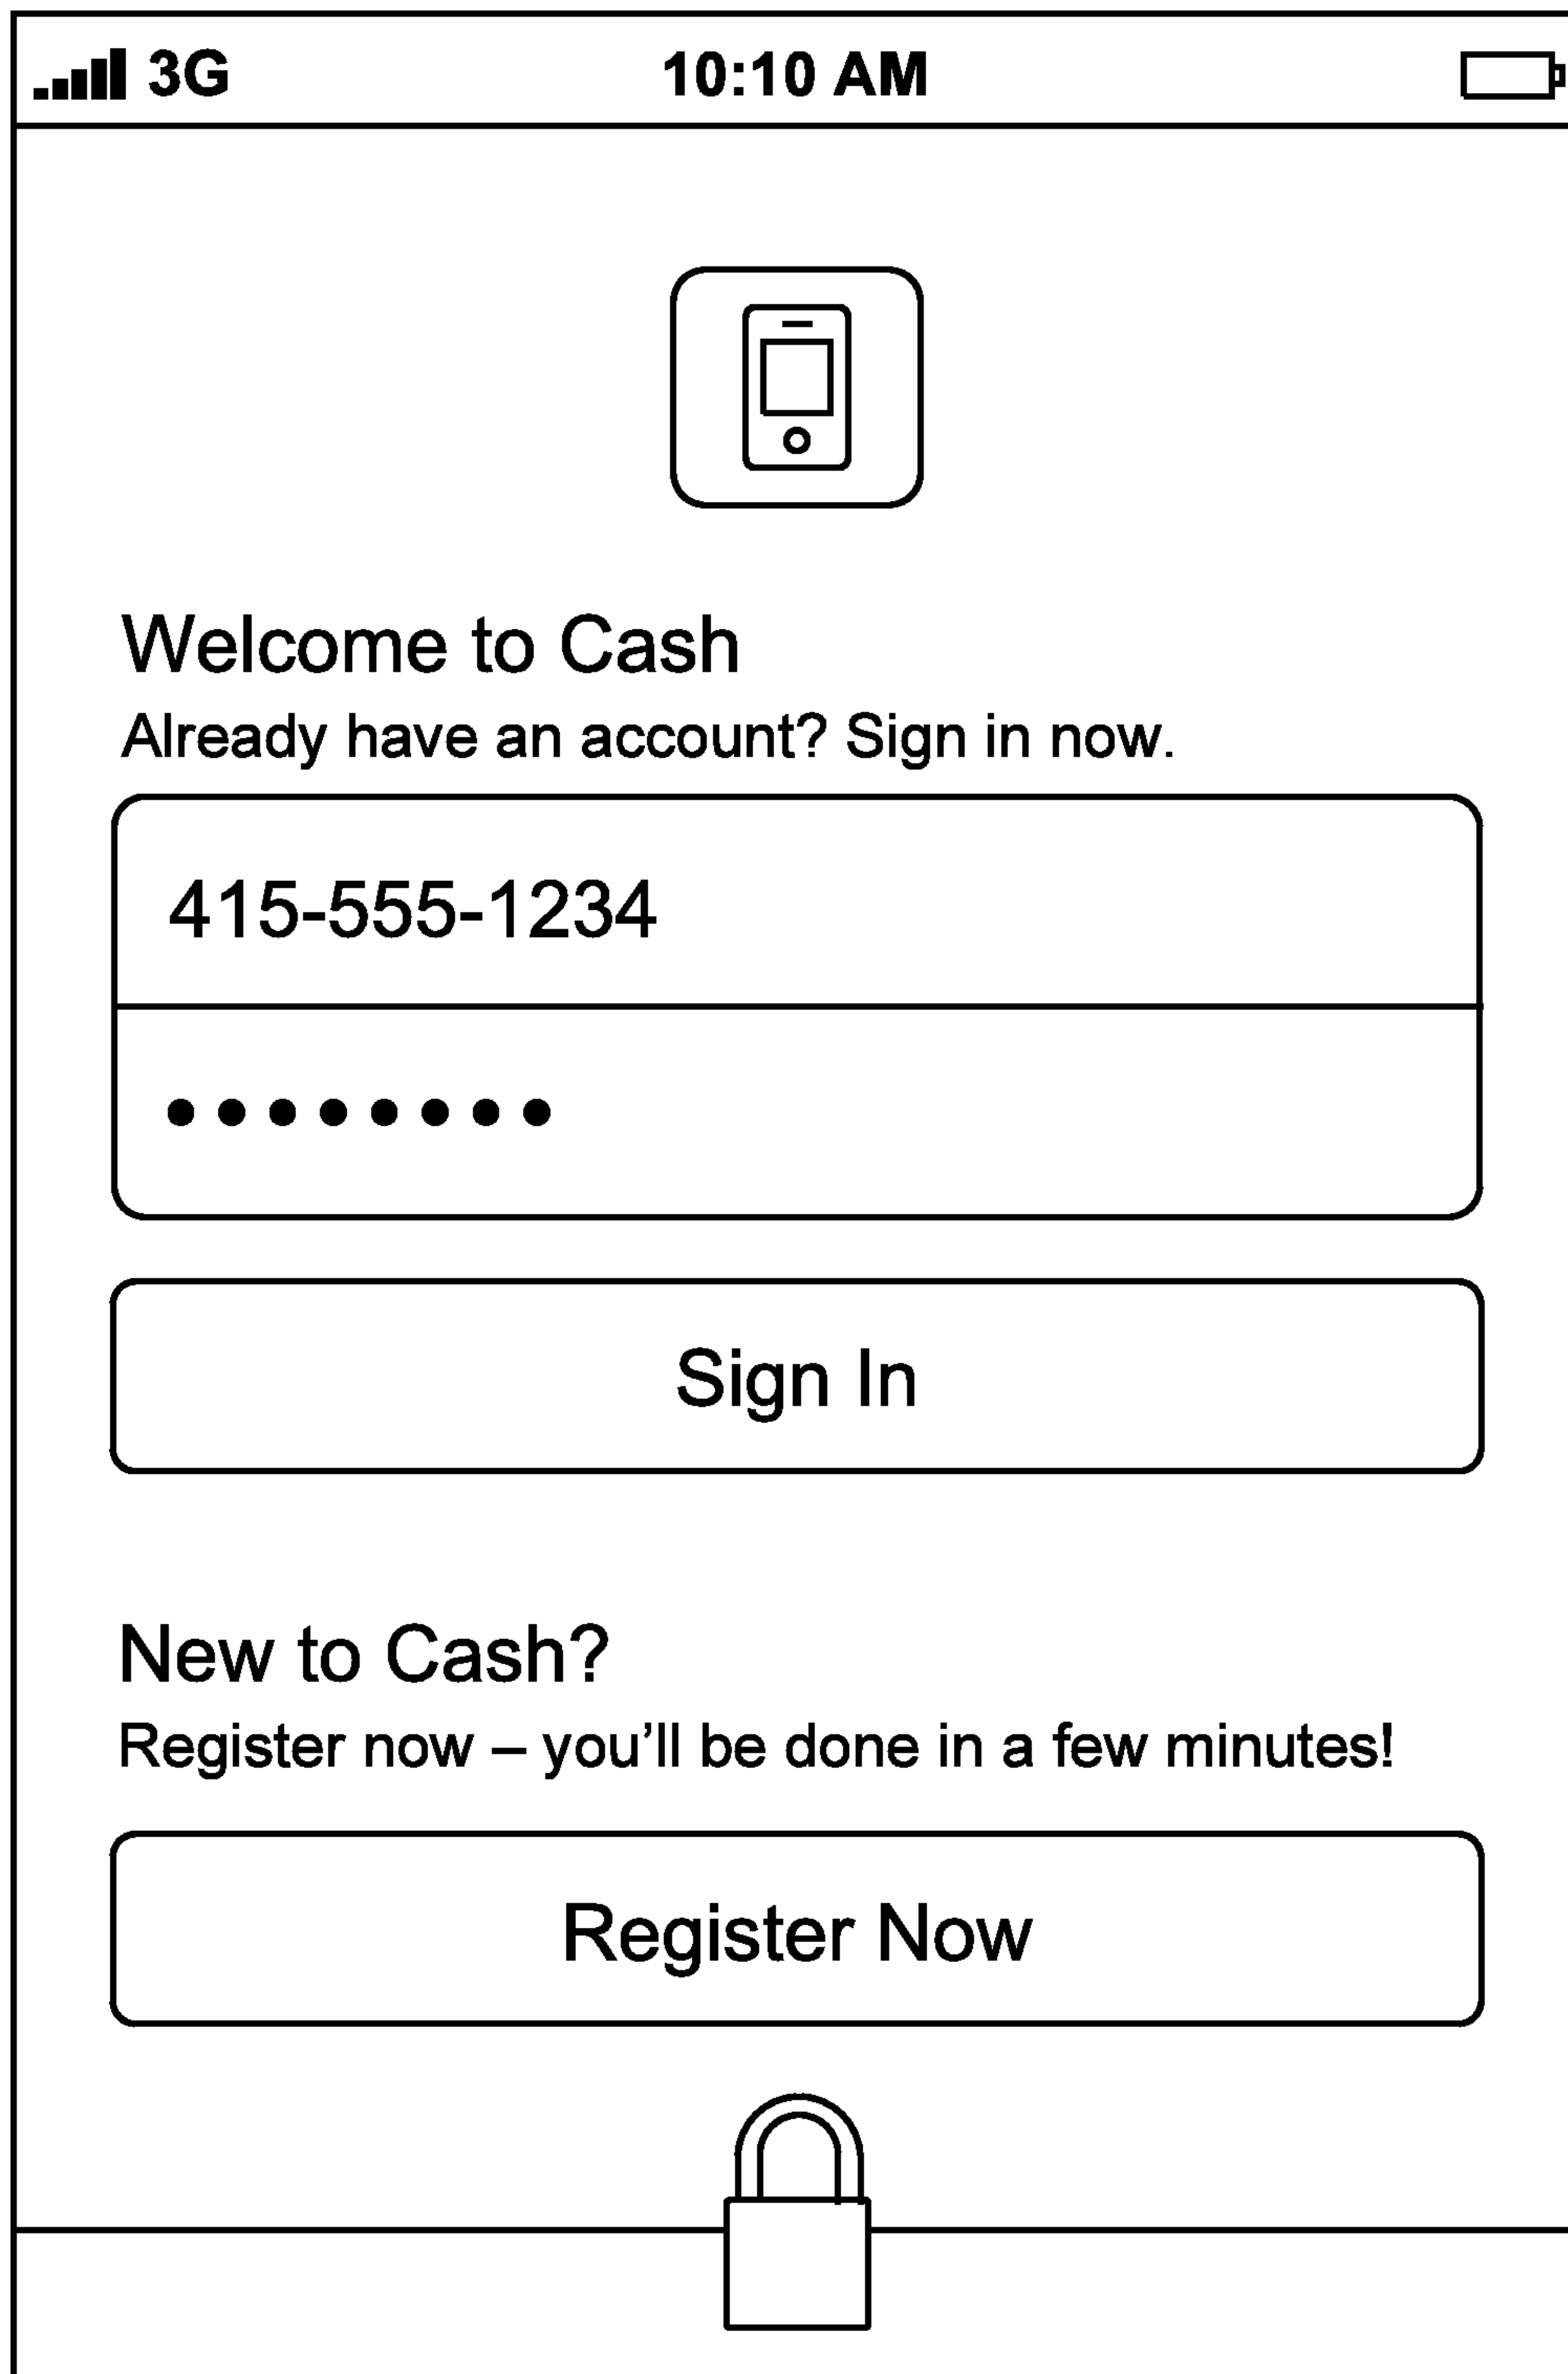 3G 10:10 AM
Welcome to Cash
Already have an account? Sign in now.
415-555-1234
••••••••
Sign In
New to Cash?
Register now – you’ll be done in a few minutes!
Register Now